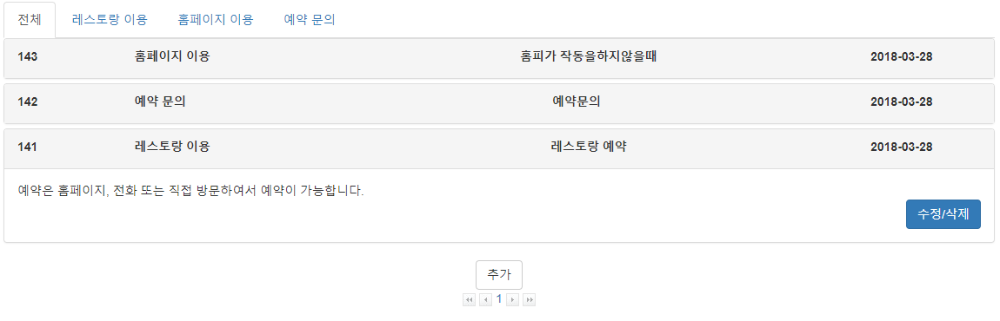 전체 레스토랑 이용 홈페이지 이용 예약 문의
143 홈페이지 이용 홈피가 작동을하지않을때 2018-03-28
142 예약 문의 예약문의 2018-03-28
141 레스토랑 이용 레스토랑 예약 2018-03-28
예약은 홈페이지, 전화 또는 직접 방문하여서 예약이 가능합니다.
수정/삭제
추가
1